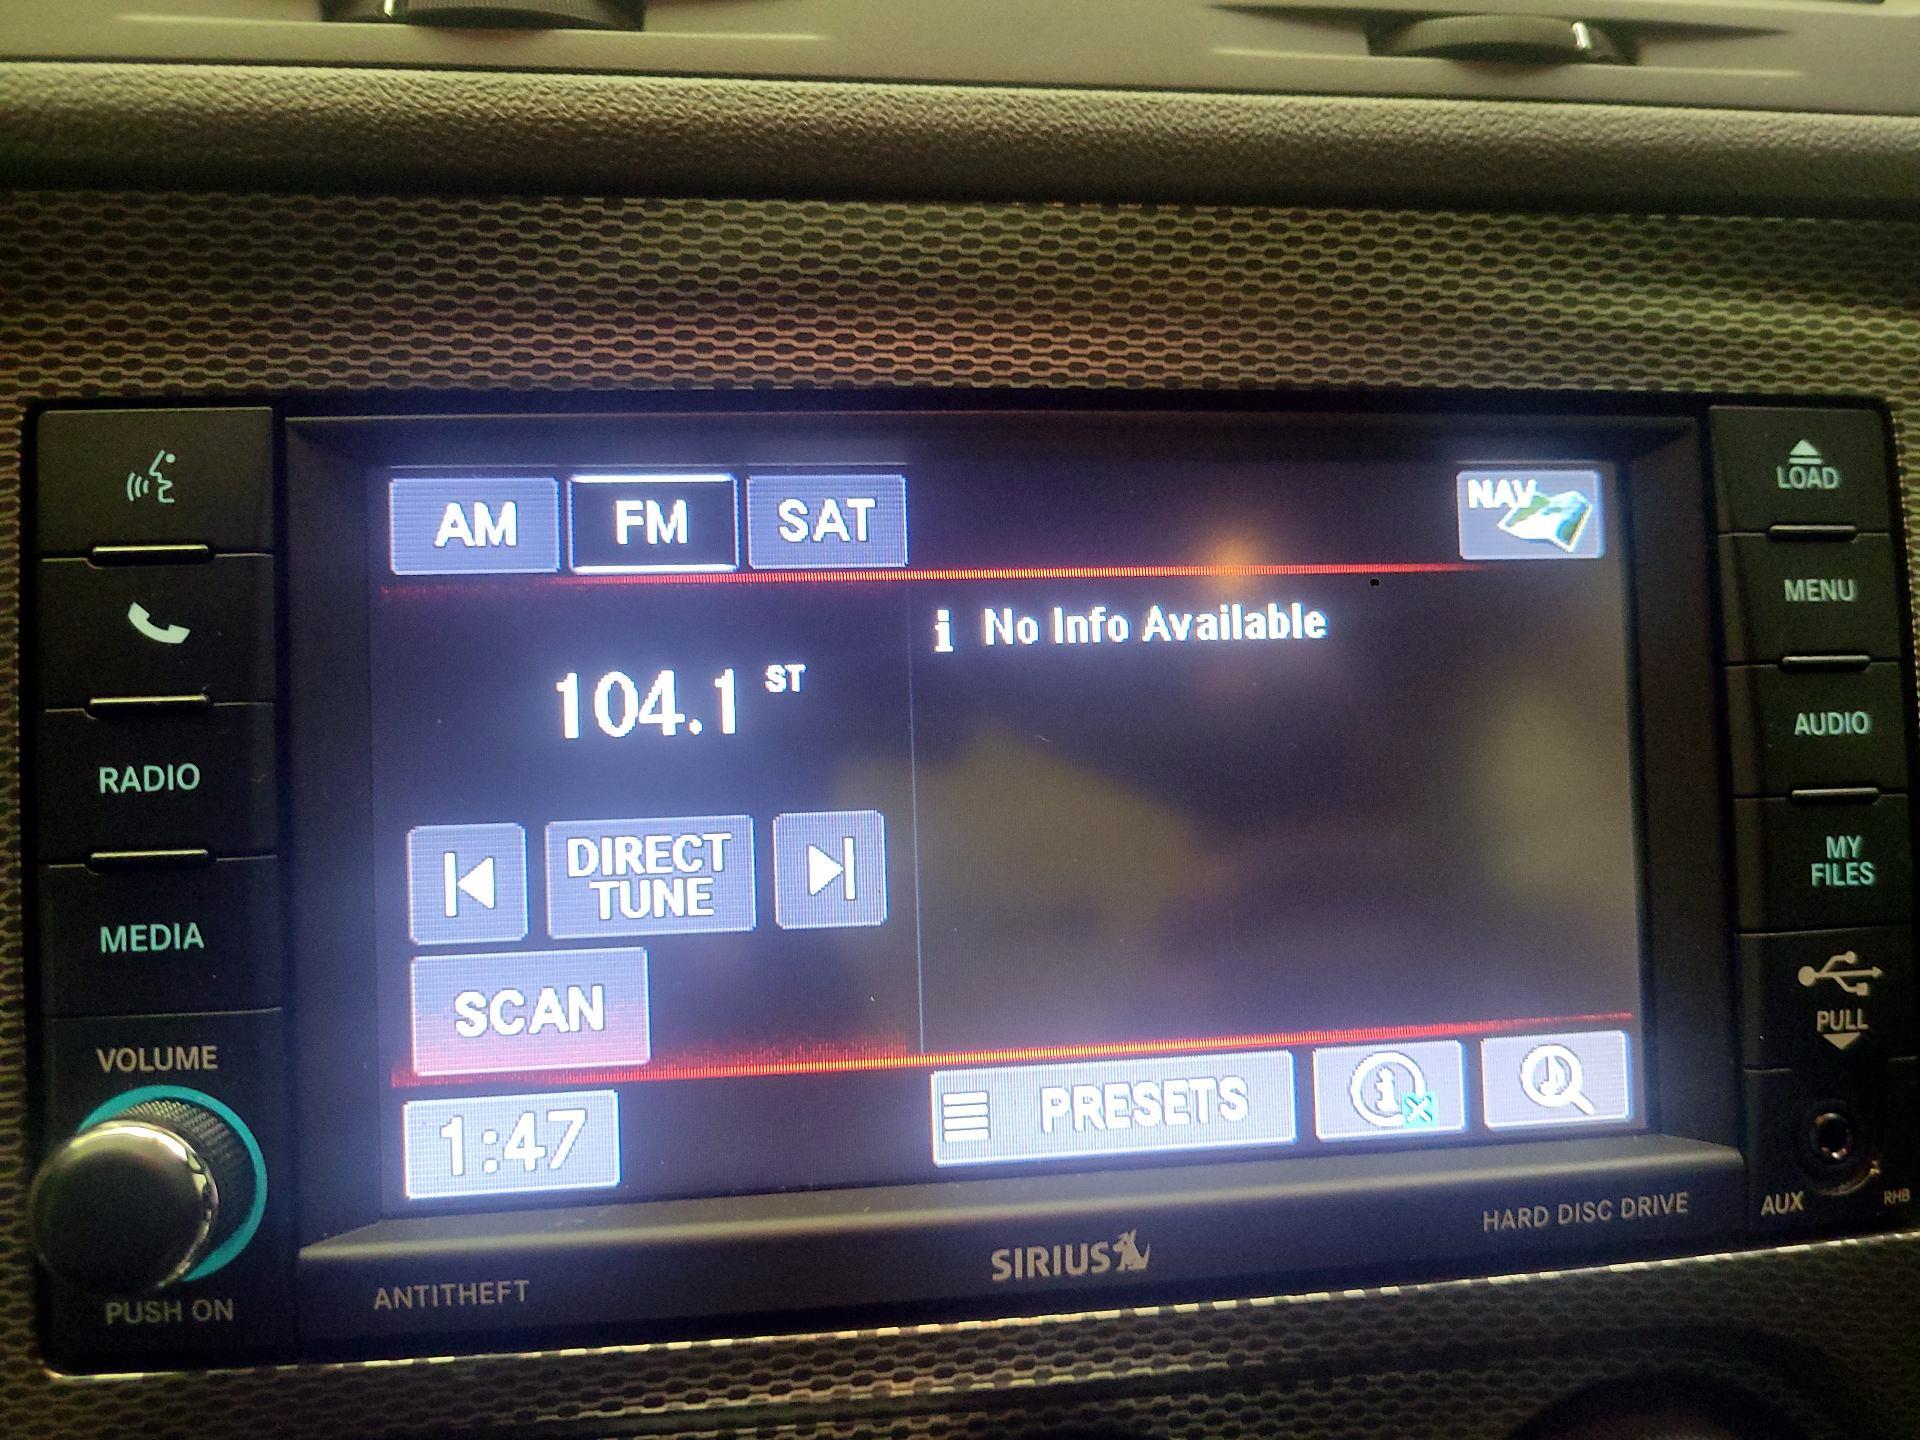 AM FM SAT NAV
LOAD
MENU
i No Info Available
104.1 ST
AUDIO
RADIO
DIRECT
TUNE
MY
FILES
MEDIA
SCAN
PULL
VOLUME
PRESETS
1:47
AUX RHB
HARD DISC DRIVE
SIRIUS
ANTITHEFT
PUSH ON